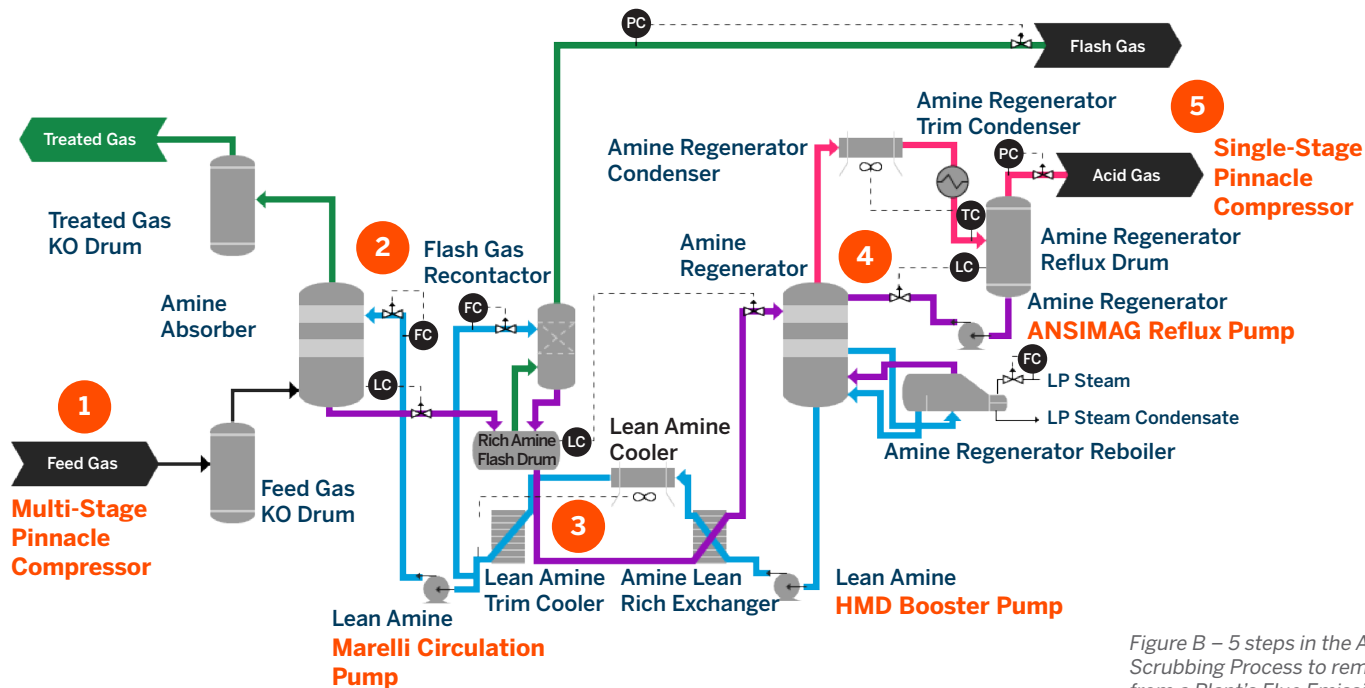 PC
Flash Gas
5
Amine Regenerator
Trim Condenser
Single-Stage
Pinnacle
Compressor
PC
Acid Gas
Amine Regenerator
Condenser
TC
Amine Regenerator
Reflux Drum
LC
Amine Regenerator
ANSIMAG Reflux Pump
Treated Gas
Treated Gas
KO Drum
2
Flash Gas
Recontactor
Amine
Regenerator
4
Amine
Absorber
FC
FC
LC
FC
LP Steam
LP Steam Condensate
Amine Regenerator Reboiler
1
Feed Gas
Multi-Stage
Pinnacle
Compressor
Feed Gas
KO Drum
Rich Amine
Flash Drum
LC
Lean Amine
Cooler
3
Lean Amine
Trim Cooler
Amine Lean
Rich Exchanger
Lean Amine
HMD Booster Pump
Lean Amine
Marelli Circulation
Pump
Figure B – 5 steps in the A
Scrubbing Process to rem